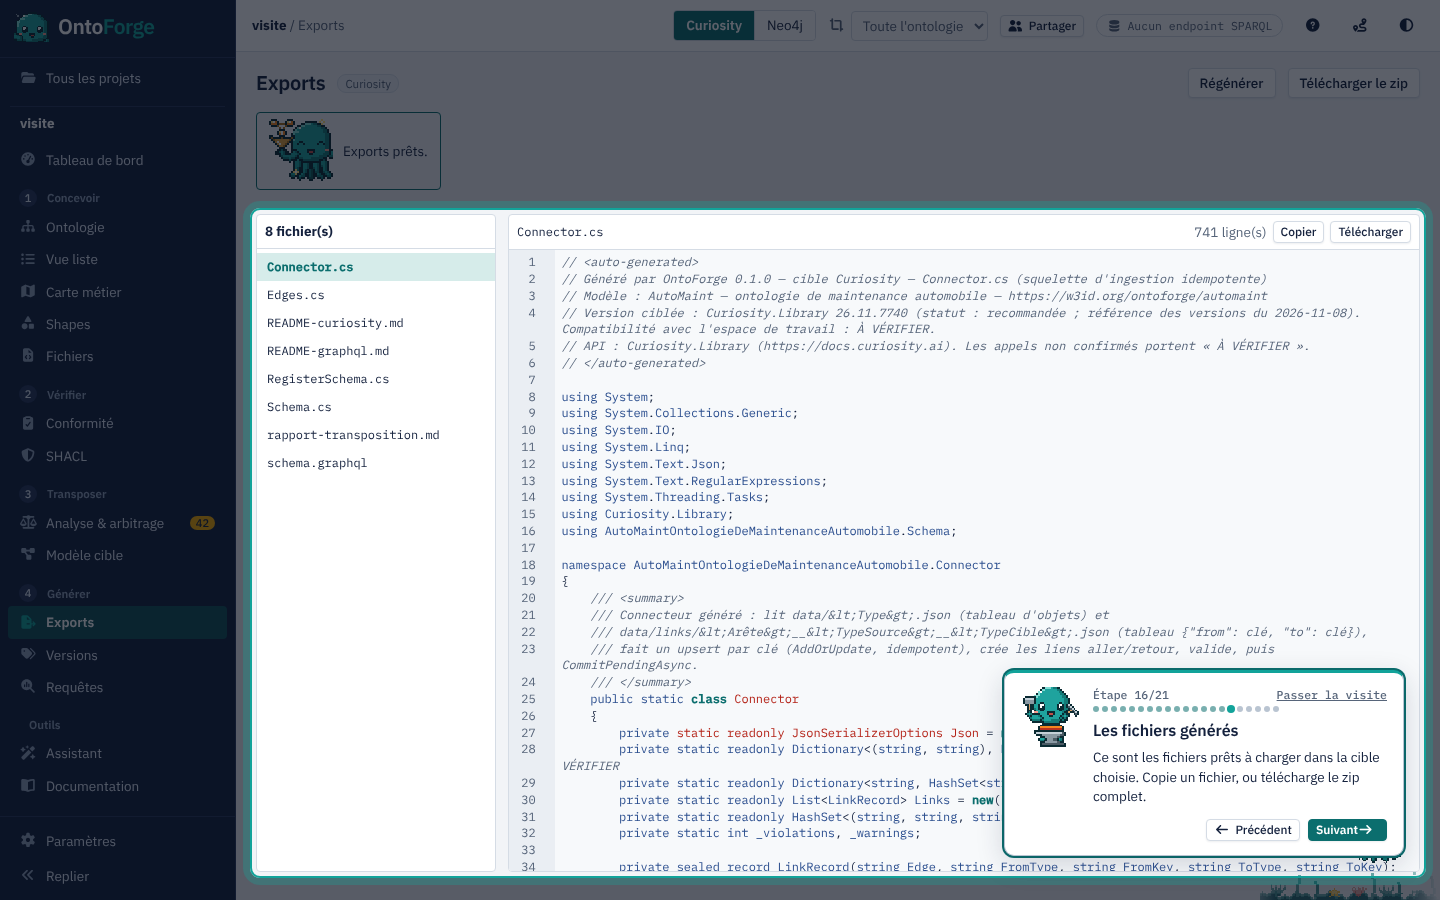 OntoForge
Tous les projets
visite
Tableau de bord
1 Concevoir
Ontologie
Vue liste
Carte métier
Shapes
Fichiers
2 Vérifier
Conformité
SHACL
3 Transposer
Analyse & arbitrage 42
Modèle cible
4 Générer
Exports
Versions
Requêtes
Outils
Assistant
Documentation
Paramètres
Replier
visite / Exports
Curiosity Neo4j
Toute l'ontologie
Partager
Aucun endpoint SPARQL
Exports Curiosity
Régénérer
Télécharger le zip
Exports prêts.
8 fichier(s)
Connector.cs
Edges.cs
README-curiosity.md
README-graphql.md
RegisterSchema.cs
Schema.cs
rapport-transposition.md
schema.graphql
Connector.cs 741 ligne(s) Copier Télécharger
1 // <auto-generated>
2 // Généré par OntoForge 0.1.0 — cible Curiosity — Connector.cs (squelette d'ingestion idempotente)
3 // Modèle : AutoMaint — ontologie de maintenance automobile — https://w3id.org/ontoforge/automaint
4 // Version ciblée : Curiosity.Library 26.11.7740 (statut : recommandée ; référence des versions du 2026-11-08).
Compatibilité avec l'espace de travail : À VÉRIFIER.
5 // API : Curiosity.Library (https://docs.curiosity.ai). Les appels non confirmés portent « À VÉRIFIER ».
6 // </auto-generated>
7
8 using System;
9 using System.Collections.Generic;
10 using System.IO;
11 using System.Linq;
12 using System.Text.Json;
13 using System.Text.RegularExpressions;
14 using System.Threading.Tasks;
15 using Curiosity.Library;
16 using AutoMaintOntologieDeMaintenanceAutomobile.Schema;
17
18 namespace AutoMaintOntologieDeMaintenanceAutomobile.Connector
19 {
20 /// <summary>
21 /// Connecteur généré : lit data/&lt;Type&gt;.json (tableau d'objets) et
22 /// data/links/&lt;Arête&gt;__&lt;TypeSource&gt;__&lt;TypeCible&gt;.json (tableau {"from": clé, "to": clé}),
23 /// fait un upsert par clé (AddOrUpdate, idempotent), crée les liens aller/retour, valide, puis
CommitPendingAsync.
24 /// </summary>
25 public static class Connector
26 {
27 private static readonly JsonSerializerOptions Json =
28 private static readonly Dictionary<(string, string),
VÉRIFIER
29 private static readonly Dictionary<string, HashSet<st
30 private static readonly List<LinkRecord> Links = new(
31 private static readonly HashSet<(string, string, stri
32 private static int _violations, _warnings;
33
34 private sealed record LinkRecord(string Edge, string FromType, string FromKey, string ToType, string ToKey);
Étape 16/21 Passer la visite
Les fichiers générés
Ce sont les fichiers prêts à charger dans la cible
choisie. Copie un fichier, ou télécharge le zip
complet.
← Précédent
Suivant →